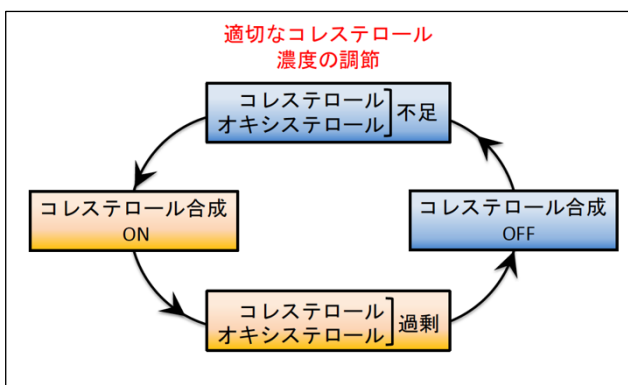 適切なコレステロール
濃度の調節
コレステロール
オキシステロール
不足
コレステロール合成
ON
コレステロール合成
OFF
コレステロール
オキシステロール
過剰